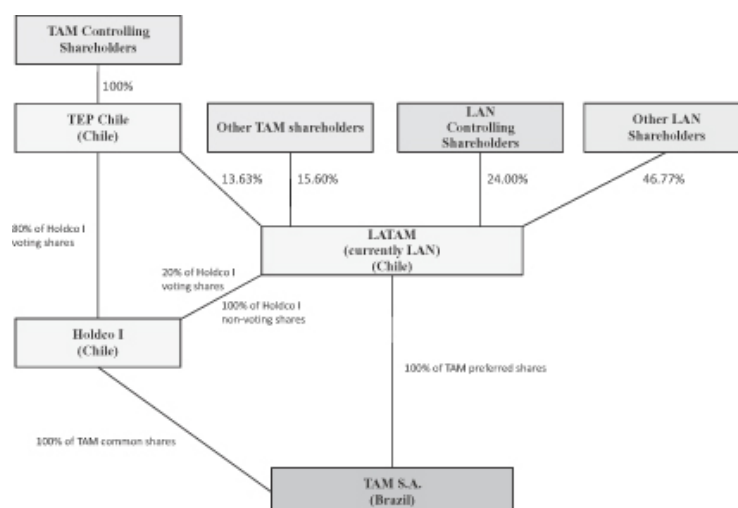 TAM Controlling
Shareholders
100%
TEP Chile
(Chile)
Other TAM shareholders
LAN
Controlling
Shareholders
Other LAN
Shareholders
13.63%
15.60%
24.00%
46.77%
80% of Holdco I
voting shares
LATAM
(currently LAN)
(Chile)
20% of Holdco I
voting shares
100% of Holdco I
non-voting shares
Holdco I
(Chile)
100% of TAM preferred shares
100% of TAM common shares
TAM S.A.
(Brazil)